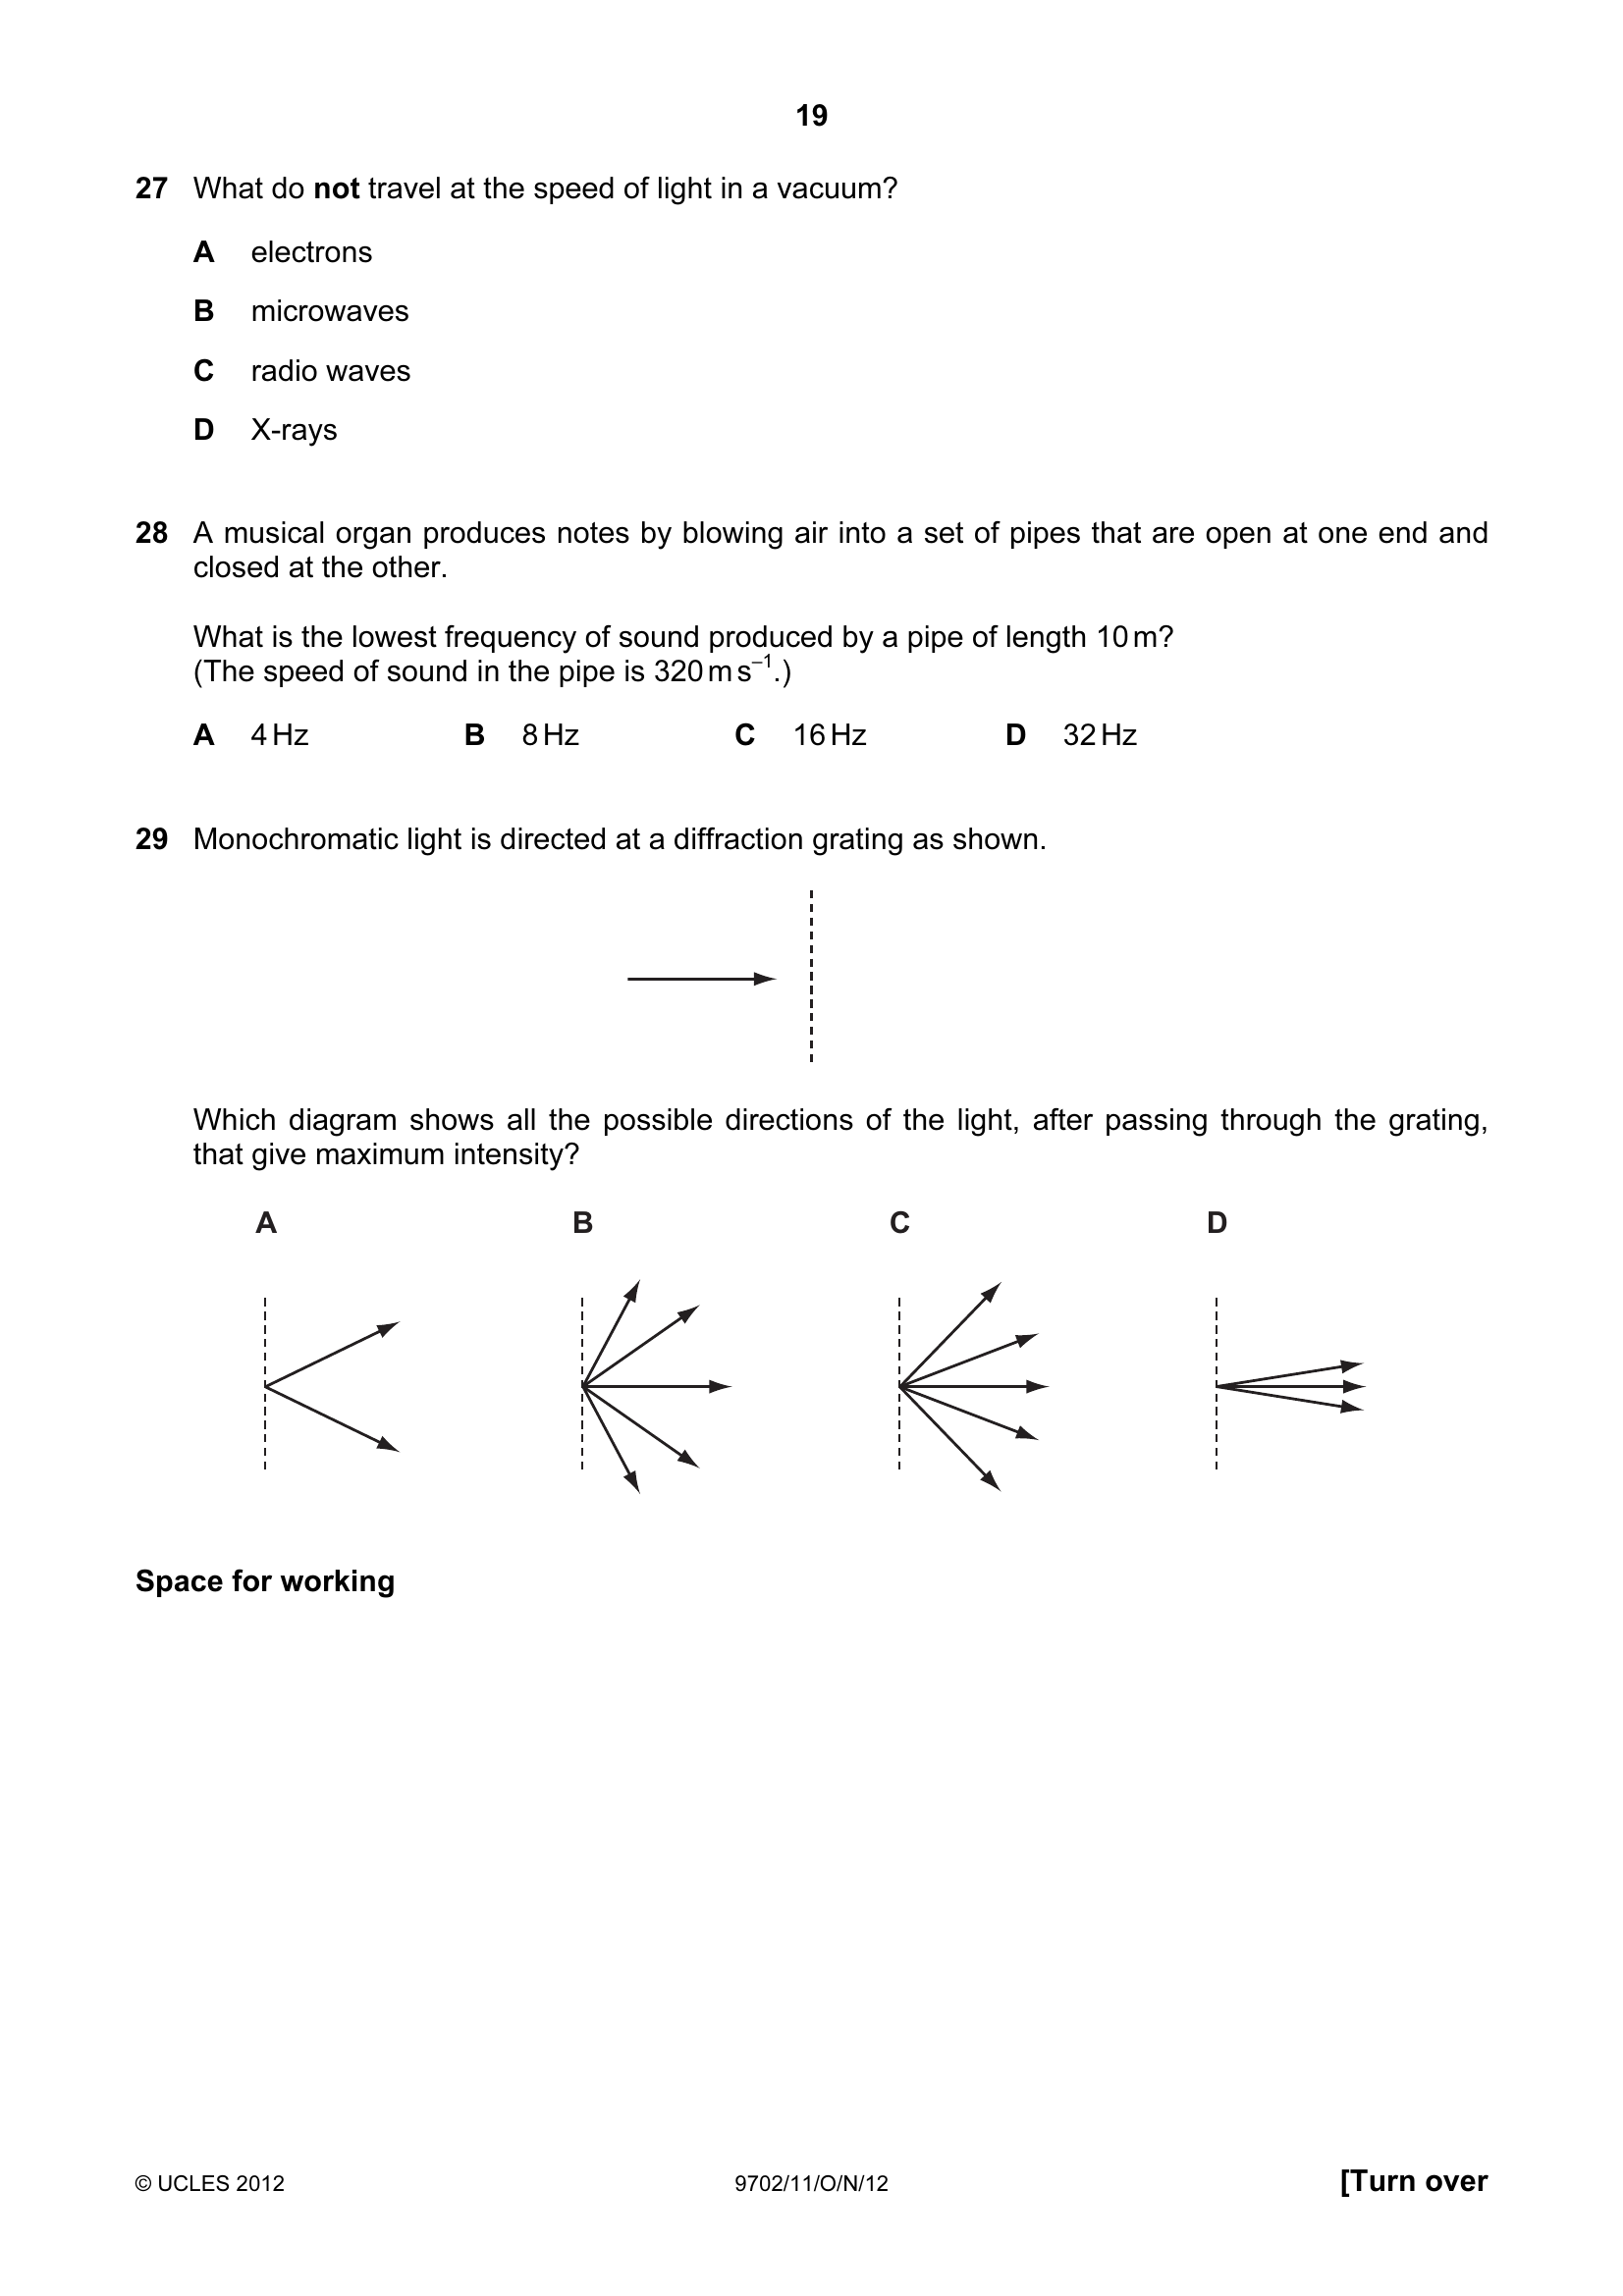 19
27 What do not travel at the speed of light in a vacuum?
A electrons
B microwaves
C radio waves
D X-rays
28 A musical organ produces notes by blowing air into a set of pipes that are open at one end and
closed at the other.
What is the lowest frequency of sound produced by a pipe of length 10 m?
(The speed of sound in the pipe is 320 m s⁻¹.)
A 4 Hz B 8 Hz C 16 Hz D 32 Hz
29 Monochromatic light is directed at a diffraction grating as shown.
Which diagram shows all the possible directions of the light, after passing through the grating,
that give maximum intensity?
A B C D
Space for working
© UCLES 2012 9702/11/O/N/12 [Turn over